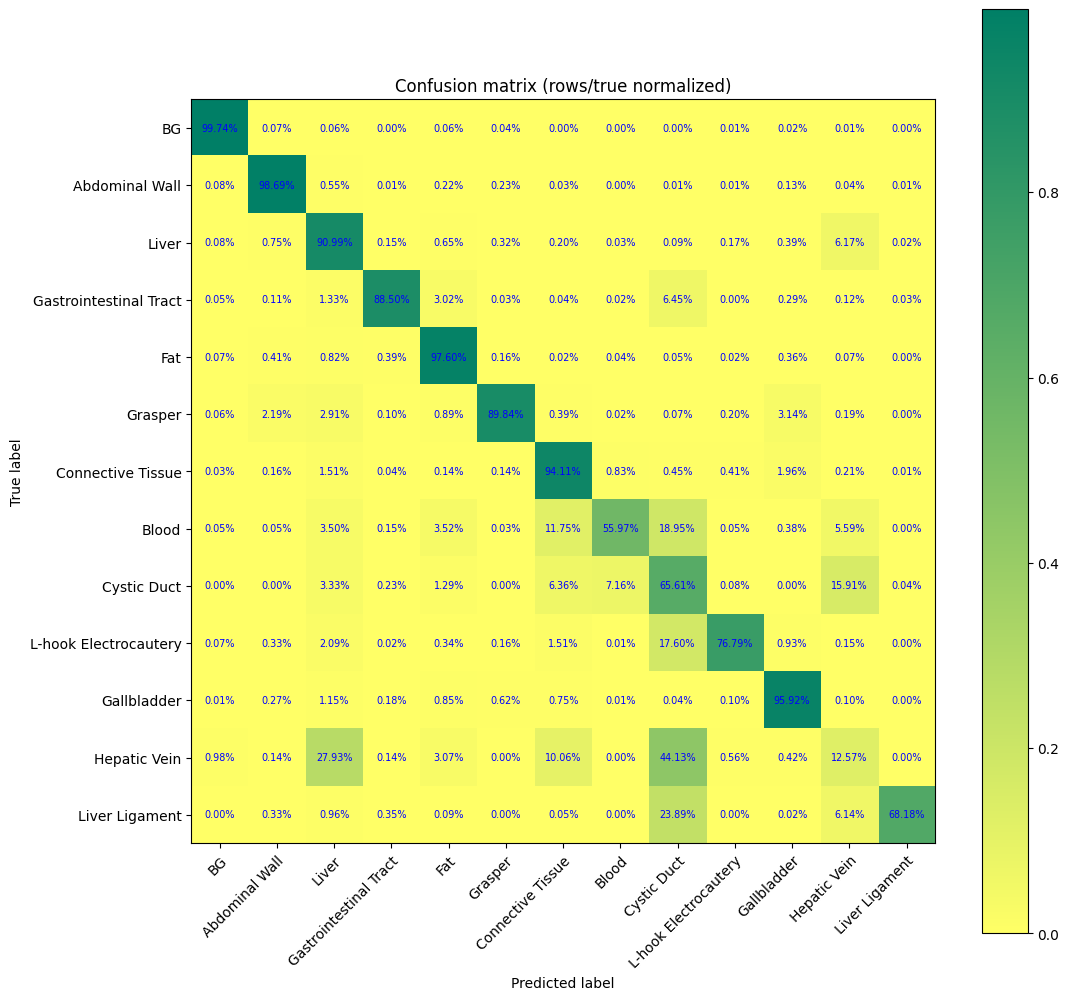 Confusion matrix (rows/true normalized)
BG 99.74% 0.07% 0.06% 0.00% 0.06% 0.04% 0.00% 0.00% 0.00% 0.01% 0.02% 0.01% 0.00%
Abdominal Wall 0.08% 98.69% 0.55% 0.01% 0.22% 0.23% 0.03% 0.00% 0.01% 0.01% 0.13% 0.04% 0.01%
Liver 0.08% 0.75% 90.99% 0.15% 0.65% 0.32% 0.20% 0.03% 0.09% 0.17% 0.39% 6.17% 0.02%
Gastrointestinal Tract 0.05% 0.11% 1.33% 88.50% 3.02% 0.03% 0.04% 0.02% 6.45% 0.00% 0.29% 0.12% 0.03%
Fat 0.07% 0.41% 0.82% 0.39% 97.60% 0.16% 0.02% 0.04% 0.05% 0.02% 0.36% 0.07% 0.00%
Grasper 0.06% 2.19% 2.91% 0.10% 0.89% 89.84% 0.39% 0.02% 0.07% 0.20% 3.14% 0.19% 0.00%
Connective Tissue 0.03% 0.16% 1.51% 0.04% 0.14% 0.14% 94.11% 0.83% 0.45% 0.41% 1.96% 0.21% 0.01%
Blood 0.05% 0.05% 3.50% 0.15% 3.52% 0.03% 11.75% 55.97% 18.95% 0.05% 0.38% 5.59% 0.00%
Cystic Duct 0.00% 0.00% 3.33% 0.23% 1.29% 0.00% 6.36% 7.16% 65.61% 0.08% 0.00% 15.91% 0.04%
L-hook Electrocautery 0.07% 0.33% 2.09% 0.02% 0.34% 0.16% 1.51% 0.01% 17.60% 76.79% 0.93% 0.15% 0.00%
Gallbladder 0.01% 0.27% 1.15% 0.18% 0.85% 0.62% 0.75% 0.01% 0.04% 0.10% 95.92% 0.10% 0.00%
Hepatic Vein 0.98% 0.14% 27.93% 0.14% 3.07% 0.00% 10.06% 0.00% 44.13% 0.56% 0.42% 12.57% 0.00%
Liver Ligament 0.00% 0.33% 0.96% 0.35% 0.09% 0.00% 0.05% 0.00% 23.89% 0.00% 0.02% 6.14% 68.18%
True label
BG
Abdominal Wall
Liver
Gastrointestinal Tract
Fat
Grasper
Connective Tissue
Blood
Cystic Duct
L-hook Electrocautery
Gallbladder
Hepatic Vein
Liver Ligament
Predicted label
0.8
0.6
0.4
0.2
0.0